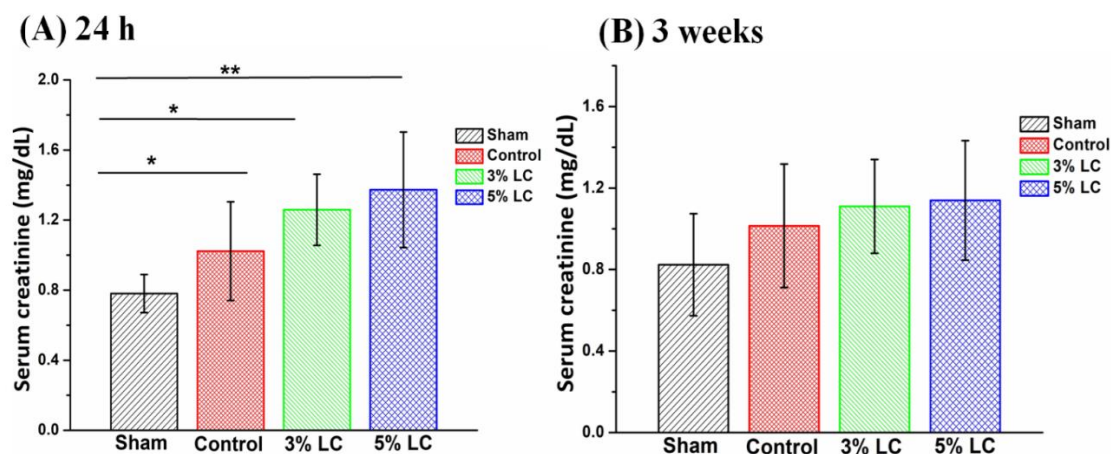 (A) 24 h
**
*
*
Serum creatinine (mg/dL)
2.0
1.6
1.2
0.8
0.4
0.0
Sham
Control
3% LC
5% LC
Sham Control 3% LC 5% LC
(B) 3 weeks
Serum creatinine (mg/dL)
1.6
1.2
0.8
0.4
0.0
Sham
Control
3% LC
5% LC
Sham Control 3% LC 5% LC